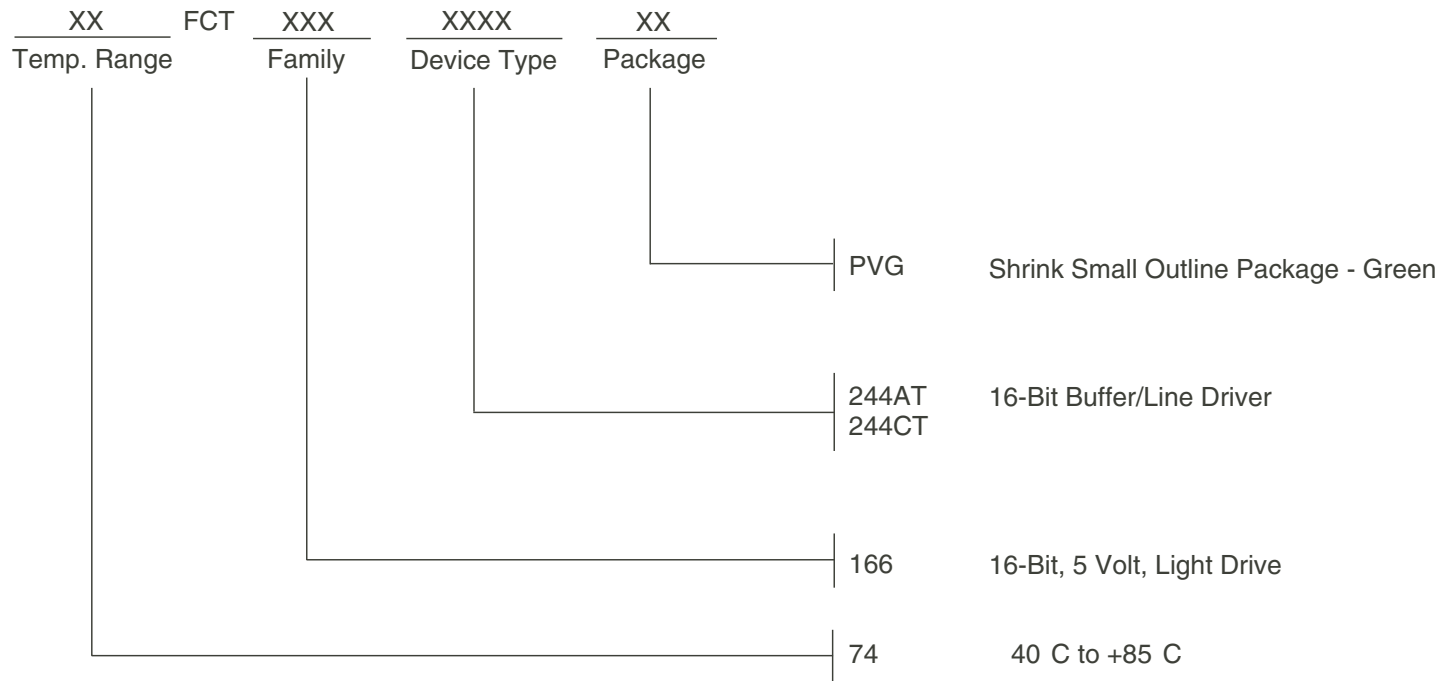 XX FCT XXX XXXX XX
Temp. Range Family Device Type Package
PVG Shrink Small Outline Package - Green
244AT 16-Bit Buffer/Line Driver
244CT
166 16-Bit, 5 Volt, Light Drive
74 40 C to +85 C